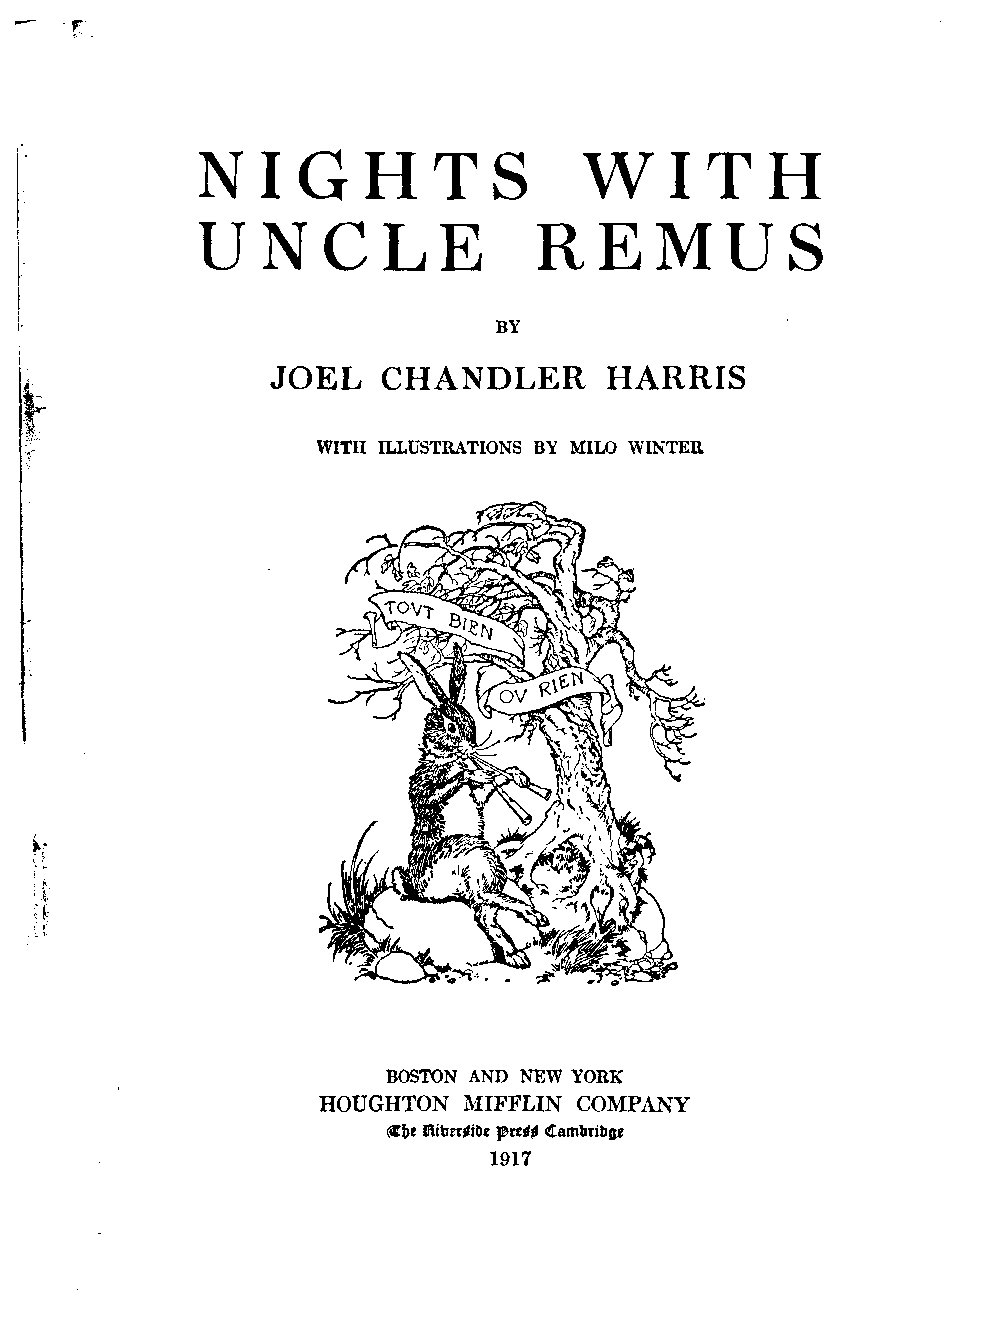 NIGHTS WITH
UNCLE REMUS
BY
JOEL CHANDLER HARRIS
WITH ILLUSTRATIONS BY MILO WINTER
TOVT BIEN
OV RIEN
BOSTON AND NEW YORK
HOUGHTON MIFFLIN COMPANY
The Riverside Press Cambridge
1917